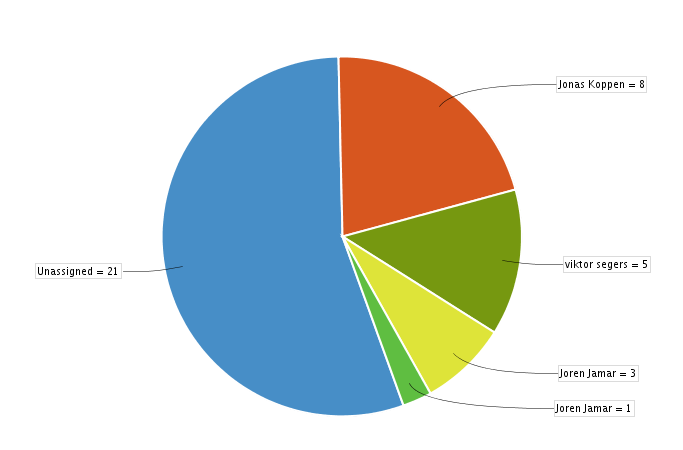 Jonas Koppen = 8
viktor segers = 5
Unassigned = 21
Joren Jamar = 3
Joren Jamar = 1